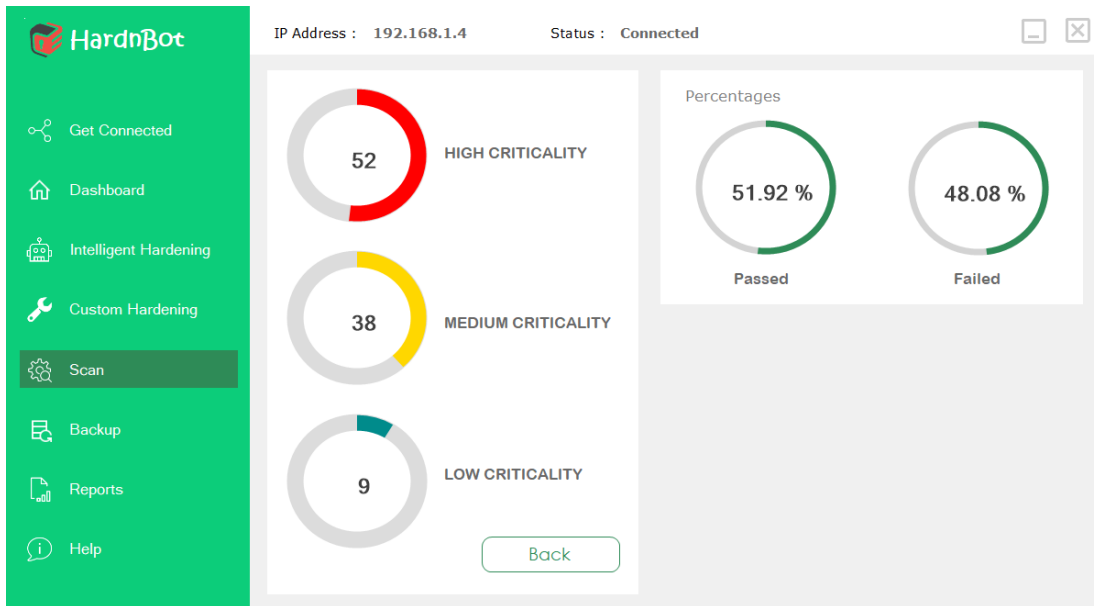 HardnBot
IP Address : 192.168.1.4
Status : Connected
Get Connected
Dashboard
Intelligent Hardening
Custom Hardening
Scan
Backup
Reports
Help
52
HIGH CRITICALITY
38
MEDIUM CRITICALITY
9
LOW CRITICALITY
Back
Percentages
51.92 %
Passed
48.08 %
Failed